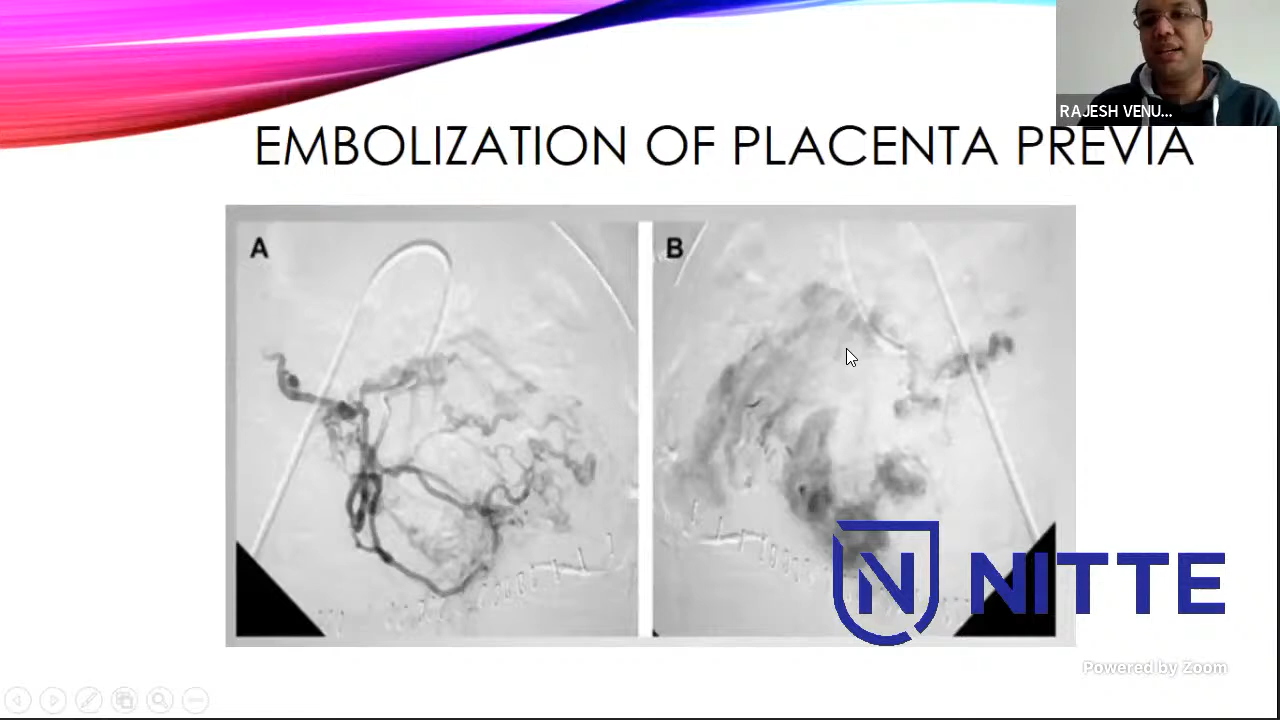 RAJESH VENU...
EMBOLIZATION OF PLACENTA PREVIA
A
B
N NITTE
Powered by Zoom